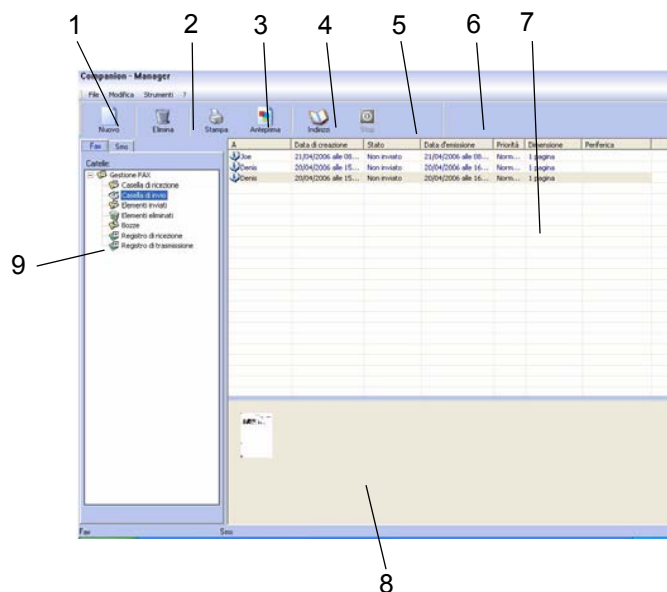 1 2 3 4 5 6 7
Companion - Manager
File Modifica Strumenti ?
Nuovo Elimina Stampa Anteprima Indirizzi Stop
Fax Sms
A Data di creazione Stato Data d'emissione Priorità Dimensione Periferica
Cartelle:
Joe 21/04/2006 alle 08... Non inviato 21/04/2006 alle 08... Norm... 1 pagina
Denis 20/04/2006 alle 15... Non inviato 20/04/2006 alle 16... Norm... 1 pagina
Denis 20/04/2006 alle 15... Non inviato 20/04/2006 alle 16... Norm... 1 pagina
Gestione FAX
Casella di ricezione
Casella di invio
Elementi inviati
Elementi eliminati
Bozze
Registro di ricezione
Registro di trasmissione
9
Fax Sms
8